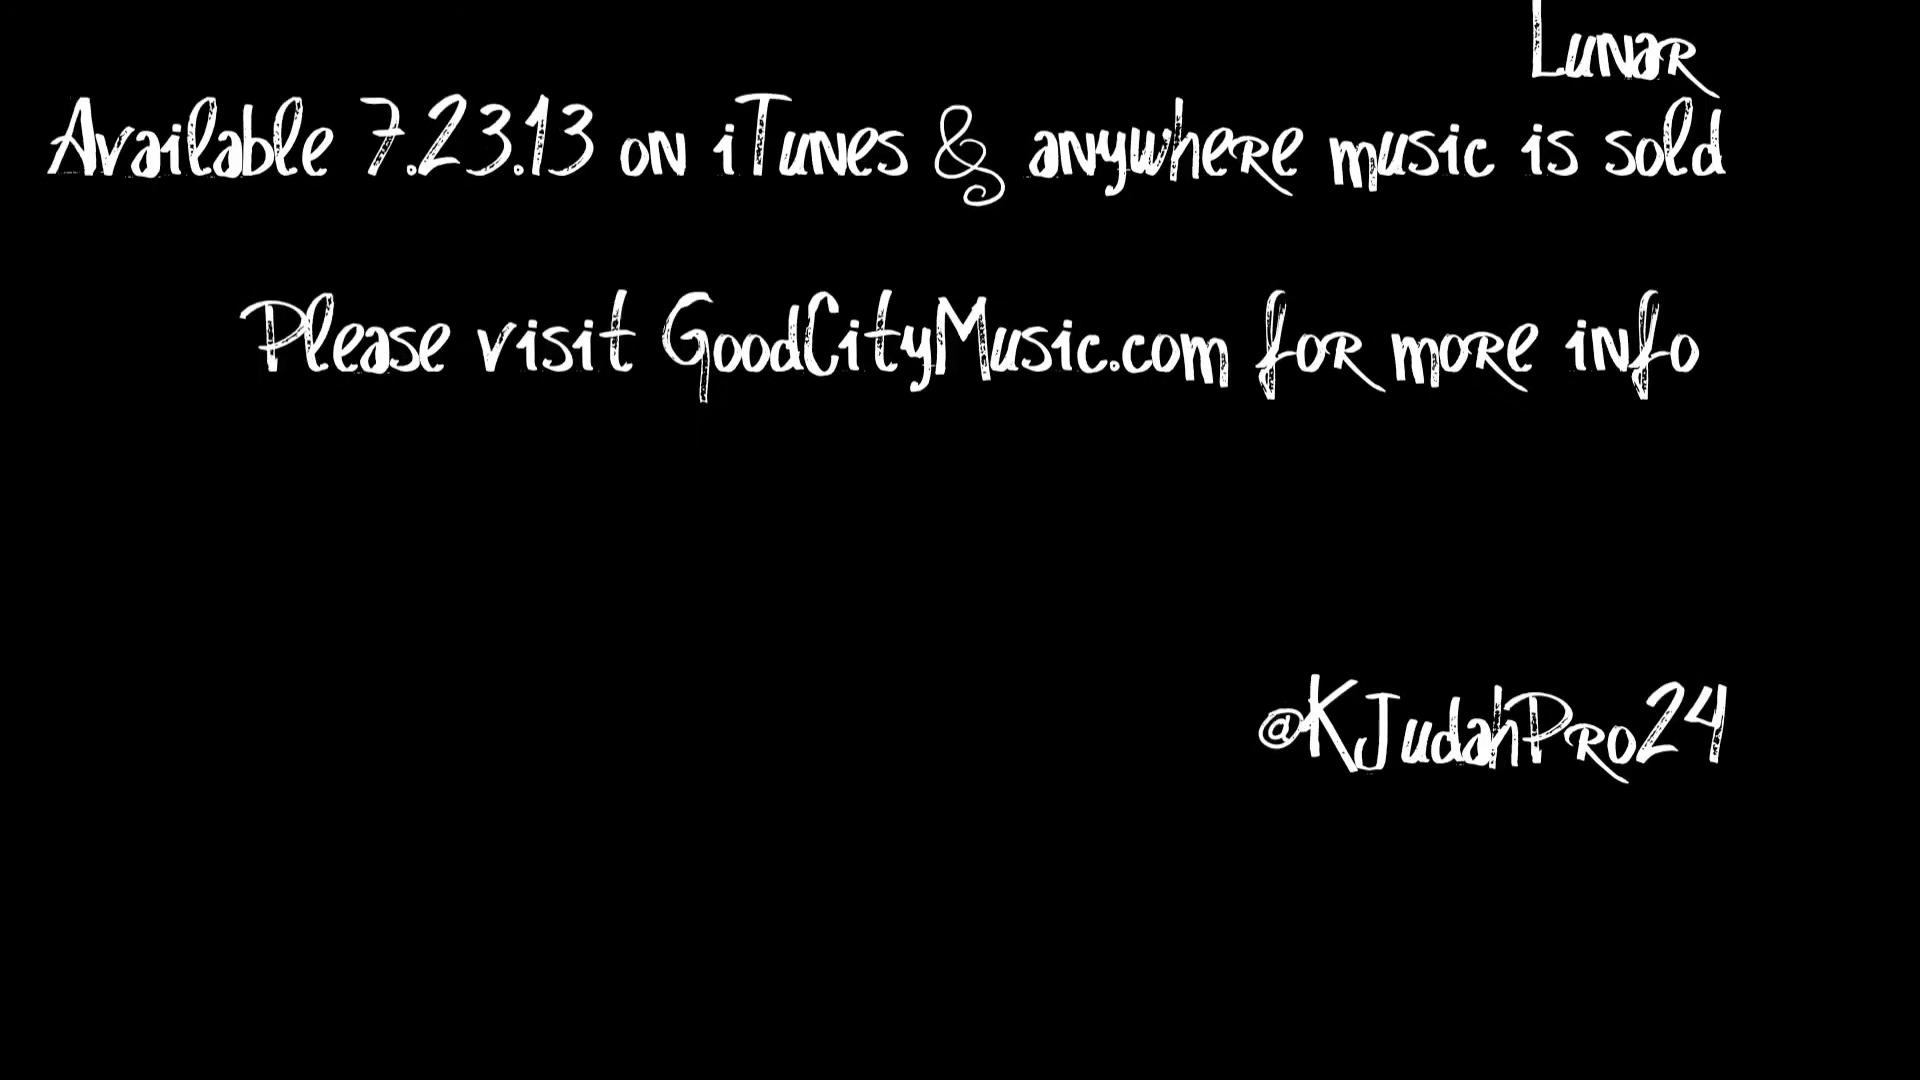 Lunar
Available 7.23.13 on iTunes & anywhere music is sold
Please visit GoodCityMusic.com for more info
@KJudahPro24